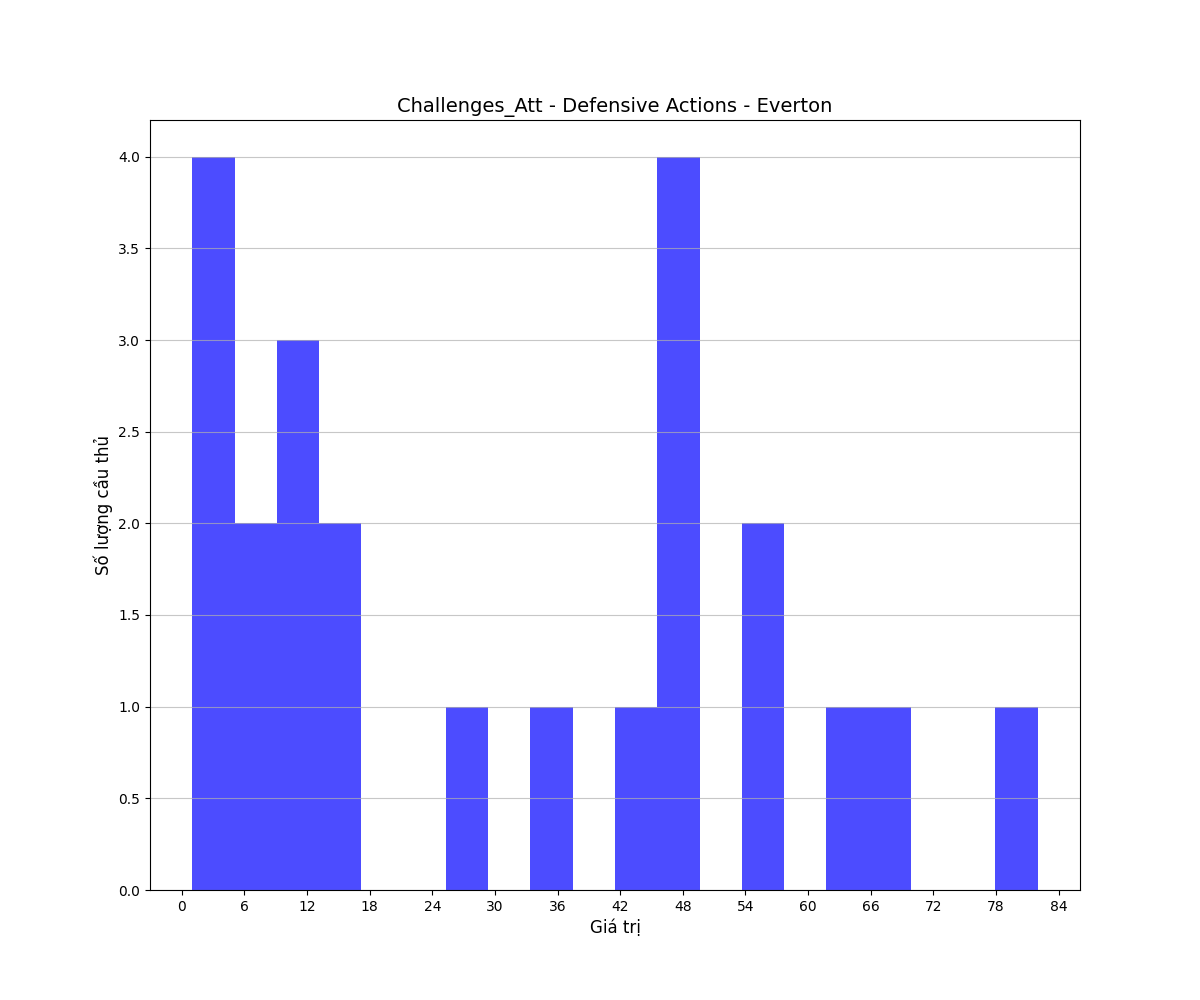 Challenges_Att - Defensive Actions - Everton
4.0
3.5
3.0
2.5
2.0
1.5
1.0
0.5
0.0
Số lượng cầu thủ
0 6 12 18 24 30 36 42 48 54 60 66 72 78 84
Giá trị